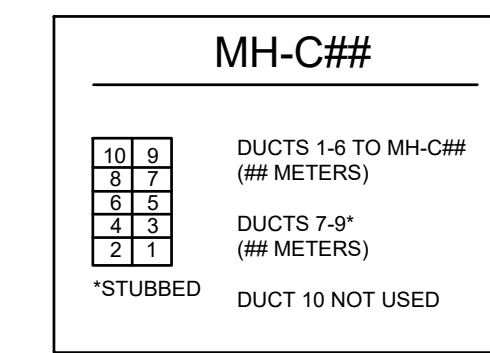 MH-C##
10 9
8 7
6 5
4 3
2 1
*STUBBED
DUCTS 1-6 TO MH-C##
(## METERS)
DUCTS 7-9*
(## METERS)
DUCT 10 NOT USED